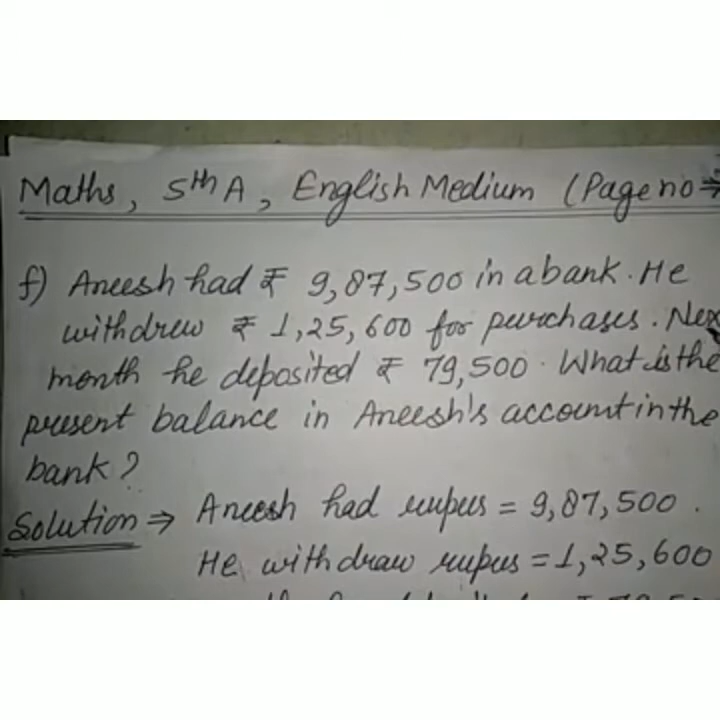 Maths, 5th A, English Medium (Page no →
f) Aneesh had ₹ 9,87,500 in a bank. He
withdrew ₹ 1,25,600 for purchases. Nex
month he deposited ₹ 79,500. What is the
present balance in Aneesh's account in the
bank?
Solution ⇒ Aneesh had rupees = 9,87,500.
He withdraw rupees = 1,25,600